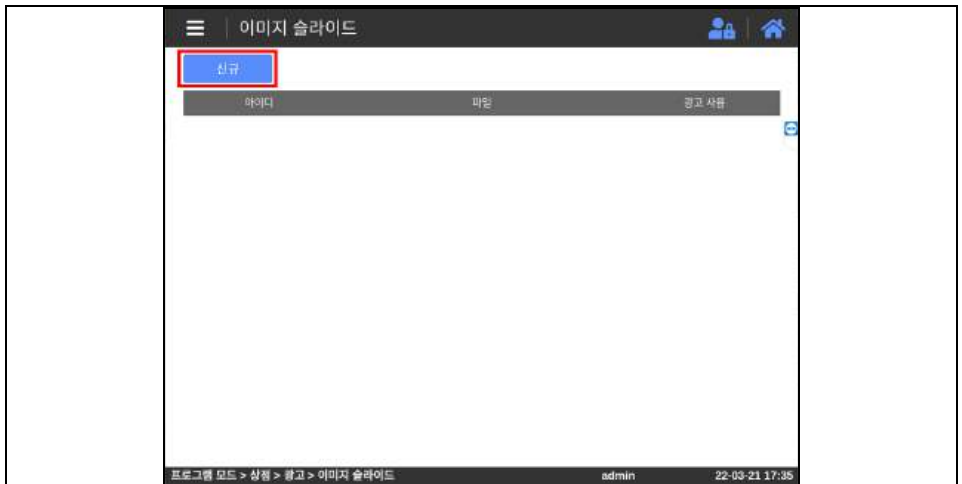 이미지 슬라이드
신규
아이디 파일 광고 사용
프로그램 모드 > 상점 > 광고 > 이미지 슬라이드 admin 22-03-21 17:35